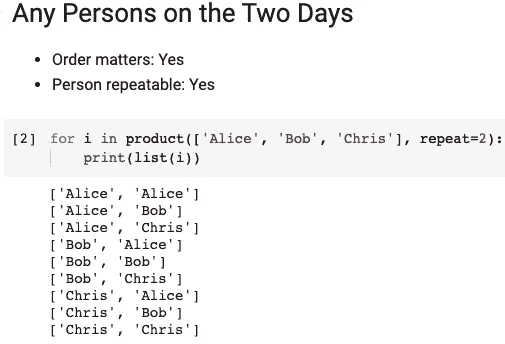 Any Persons on the Two Days
• Order matters: Yes
• Person repeatable: Yes
[2] for i in product(['Alice', 'Bob', 'Chris'], repeat=2):
print(list(i))
['Alice', 'Alice']
['Alice', 'Bob']
['Alice', 'Chris']
['Bob', 'Alice']
['Bob', 'Bob']
['Bob', 'Chris']
['Chris', 'Alice']
['Chris', 'Bob']
['Chris', 'Chris']